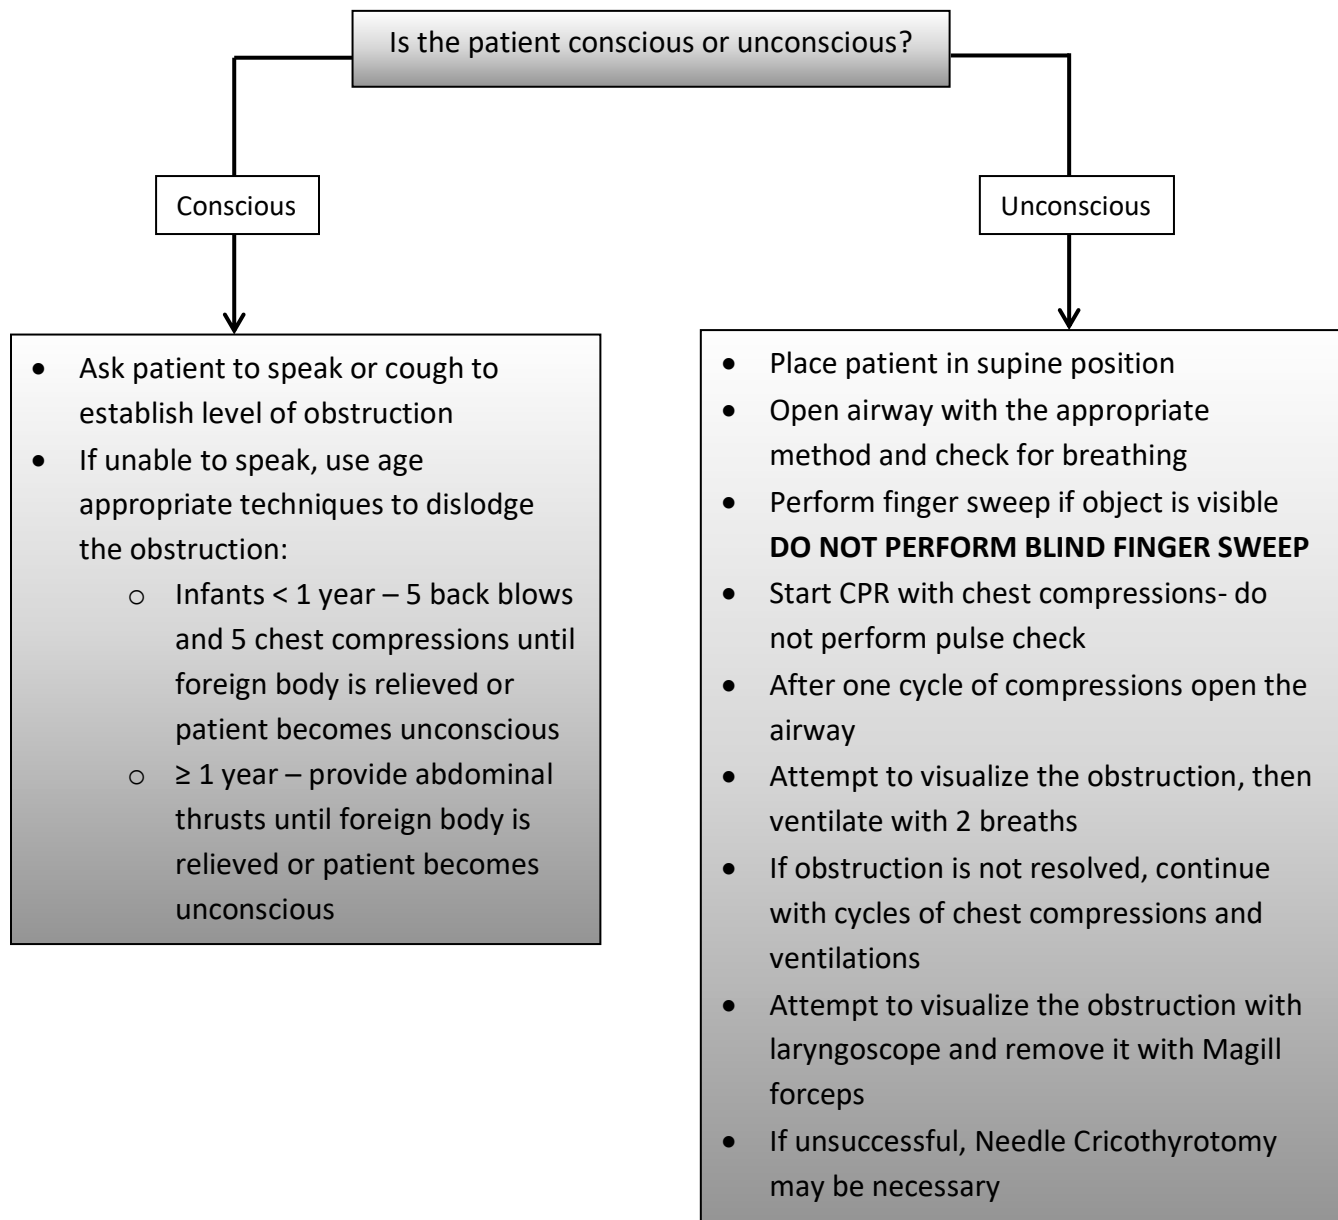 Is the patient conscious or unconscious?
Conscious
Unconscious
• Ask patient to speak or cough to
establish level of obstruction
• If unable to speak, use age
appropriate techniques to dislodge
the obstruction:
o Infants < 1 year – 5 back blows
and 5 chest compressions until
foreign body is relieved or
patient becomes unconscious
o ≥ 1 year – provide abdominal
thrusts until foreign body is
relieved or patient becomes
unconscious
• Place patient in supine position
• Open airway with the appropriate
method and check for breathing
• Perform finger sweep if object is visible
DO NOT PERFORM BLIND FINGER SWEEP
• Start CPR with chest compressions- do
not perform pulse check
• After one cycle of compressions open the
airway
• Attempt to visualize the obstruction, then
ventilate with 2 breaths
• If obstruction is not resolved, continue
with cycles of chest compressions and
ventilations
• Attempt to visualize the obstruction with
laryngoscope and remove it with Magill
forceps
• If unsuccessful, Needle Cricothyrotomy
may be necessary